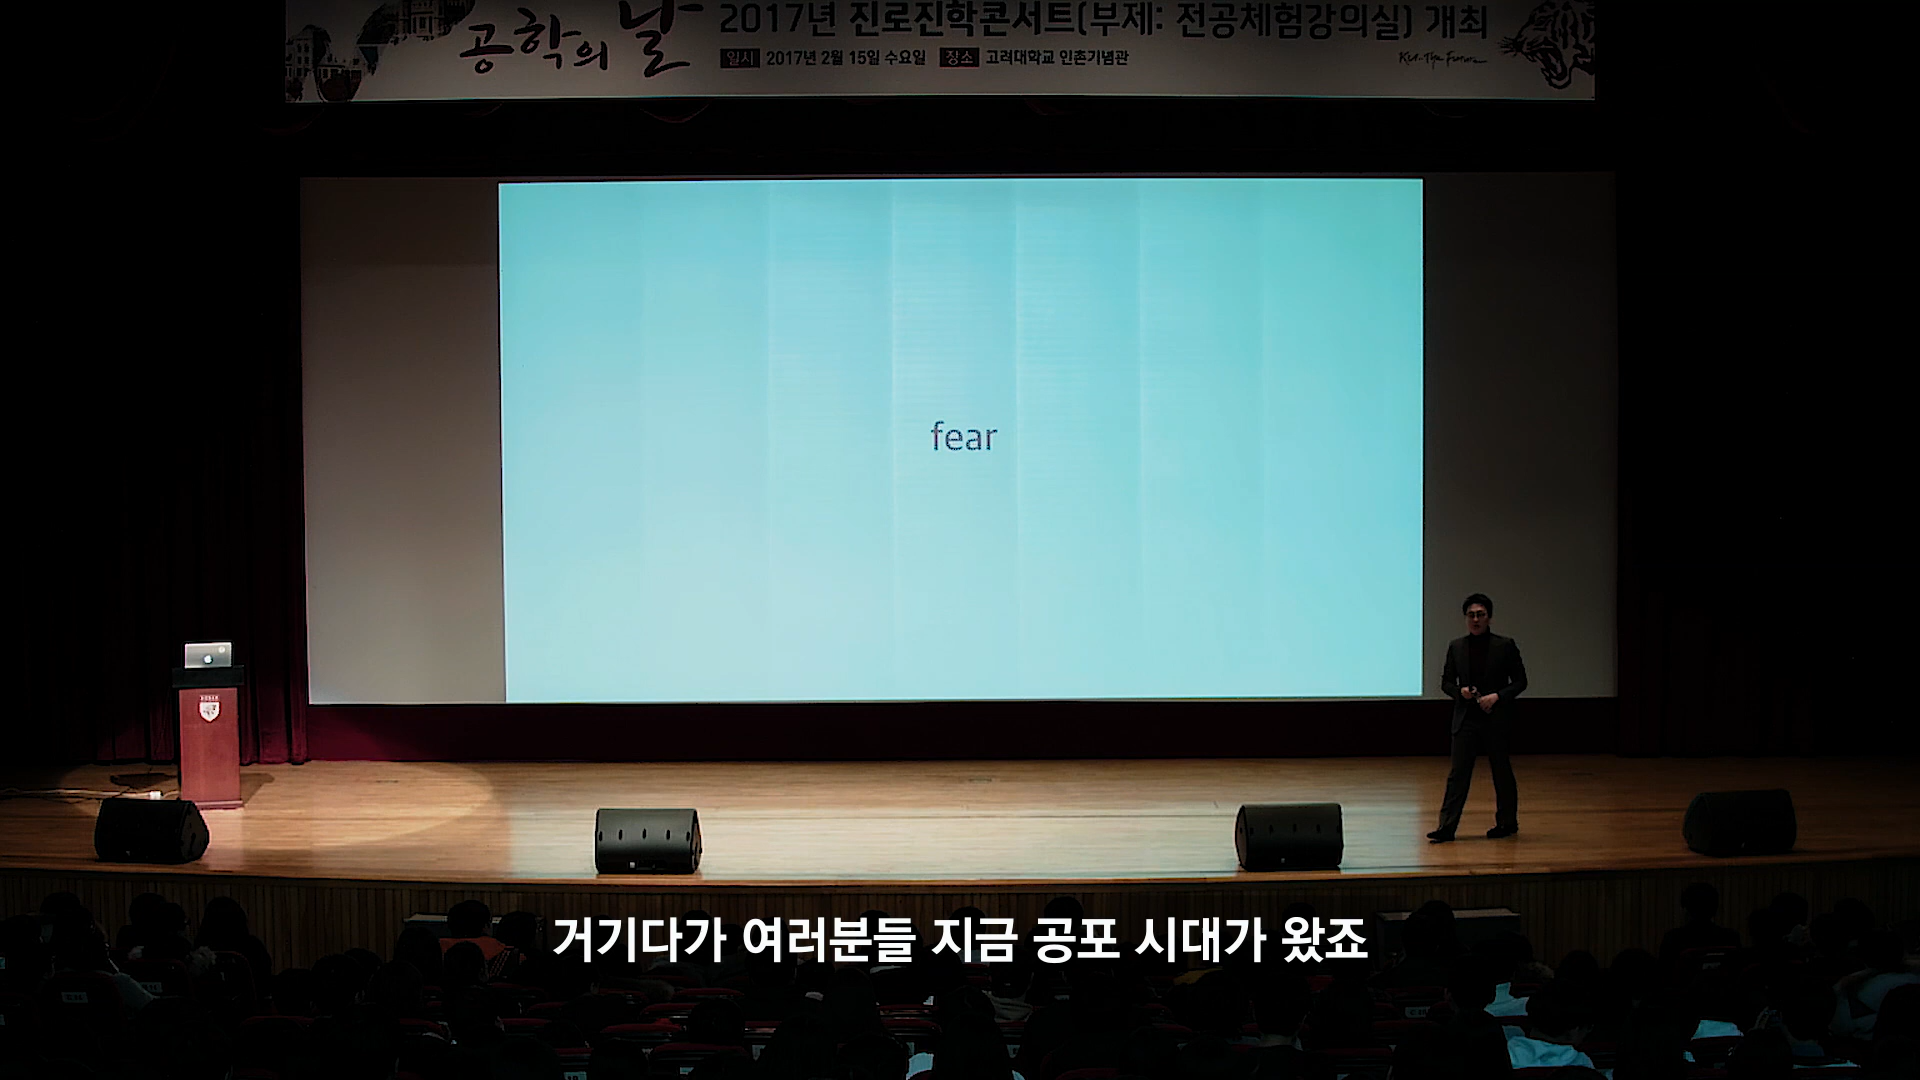 공학의 날
2017년 진로진학콘서트(부제: 전공체험강의실) 개최
일시 2017년 2월 15일 수요일 장소 고려대학교 인촌기념관
fear
거기다가 여러분들 지금 공포 시대가 왔죠